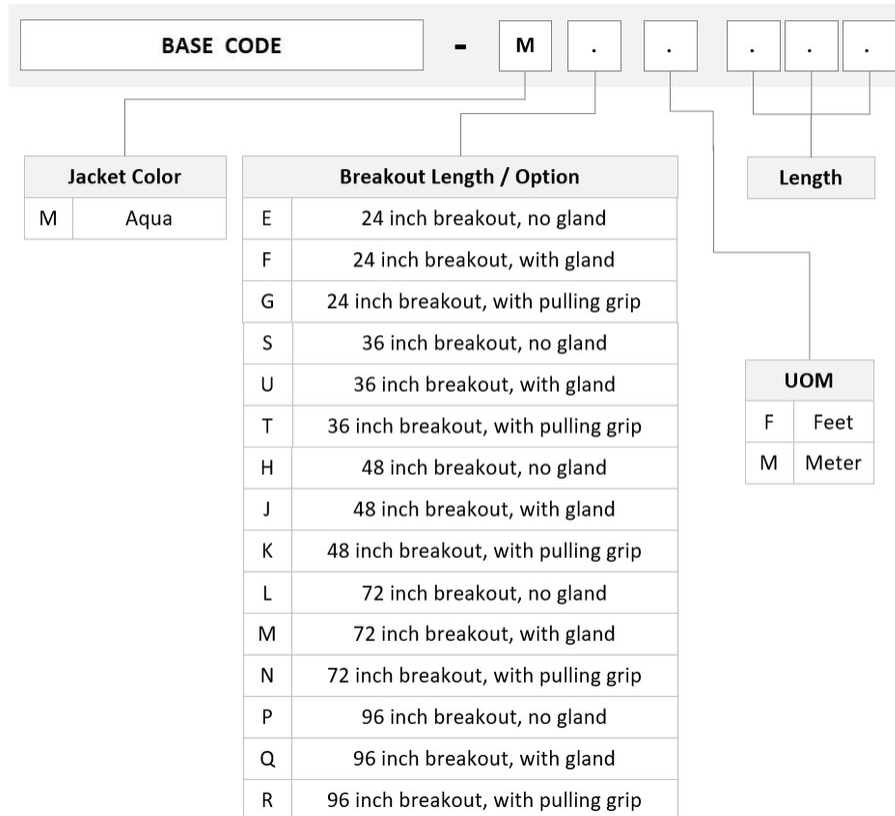 BASE CODE - M . . . . .
Jacket Color
M Aqua
Breakout Length / Option
E 24 inch breakout, no gland
F 24 inch breakout, with gland
G 24 inch breakout, with pulling grip
S 36 inch breakout, no gland
U 36 inch breakout, with gland
T 36 inch breakout, with pulling grip
H 48 inch breakout, no gland
J 48 inch breakout, with gland
K 48 inch breakout, with pulling grip
L 72 inch breakout, no gland
M 72 inch breakout, with gland
N 72 inch breakout, with pulling grip
P 96 inch breakout, no gland
Q 96 inch breakout, with gland
R 96 inch breakout, with pulling grip
Length
UOM
F Feet
M Meter